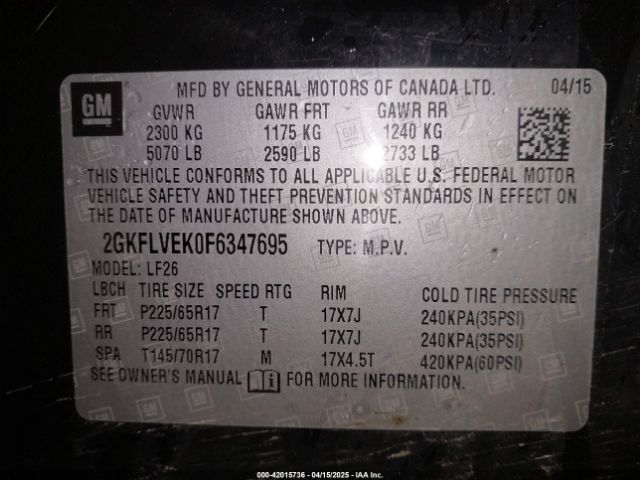 GM
MFD BY GENERAL MOTORS OF CANADA LTD. 04/15
GVWR GAWR FRT GAWR RR
2300 KG 1175 KG 1240 KG
5070 LB 2590 LB 2733 LB
THIS VEHICLE CONFORMS TO ALL APPLICABLE U.S. FEDERAL MOTOR
VEHICLE SAFETY AND THEFT PREVENTION STANDARDS IN EFFECT ON
THE DATE OF MANUFACTURE SHOWN ABOVE.
2GKFLVEK0F6347695 TYPE: M.P.V.
MODEL: LF26
LBCH TIRE SIZE SPEED RTG RIM COLD TIRE PRESSURE
FRT P225/65R17 T 17X7J 240KPA(35PSI)
RR P225/65R17 T 17X7J 240KPA(35PSI)
SPA T145/70R17 M 17X4.5T 420KPA(60PSI)
SEE OWNER'S MANUAL FOR MORE INFORMATION.
000-42015736 - 04/15/2025 - IAA Inc.